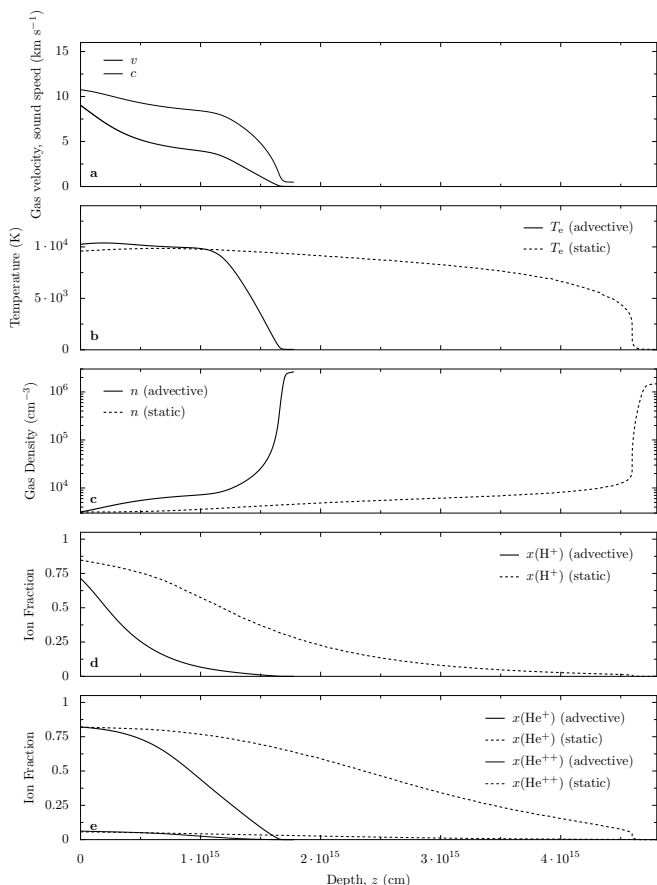 Gas velocity, sound speed (km s⁻¹)
15
10
5
0
v
c
a
Temperature (K)
1·10⁴
5·10³
0
Tₑ (advective)
Tₑ (static)
b
Gas Density (cm⁻³)
10⁶
10⁵
10⁴
n (advective)
n (static)
c
Ion Fraction
1
0.75
0.5
0.25
0
x(H⁺) (advective)
x(H⁺) (static)
d
Ion Fraction
1
0.75
0.5
0.25
0
x(He⁺) (advective)
x(He⁺) (static)
x(He⁺⁺) (advective)
x(He⁺⁺) (static)
e
0 1·10¹⁵ 2·10¹⁵ 3·10¹⁵ 4·10¹⁵
Depth, z (cm)